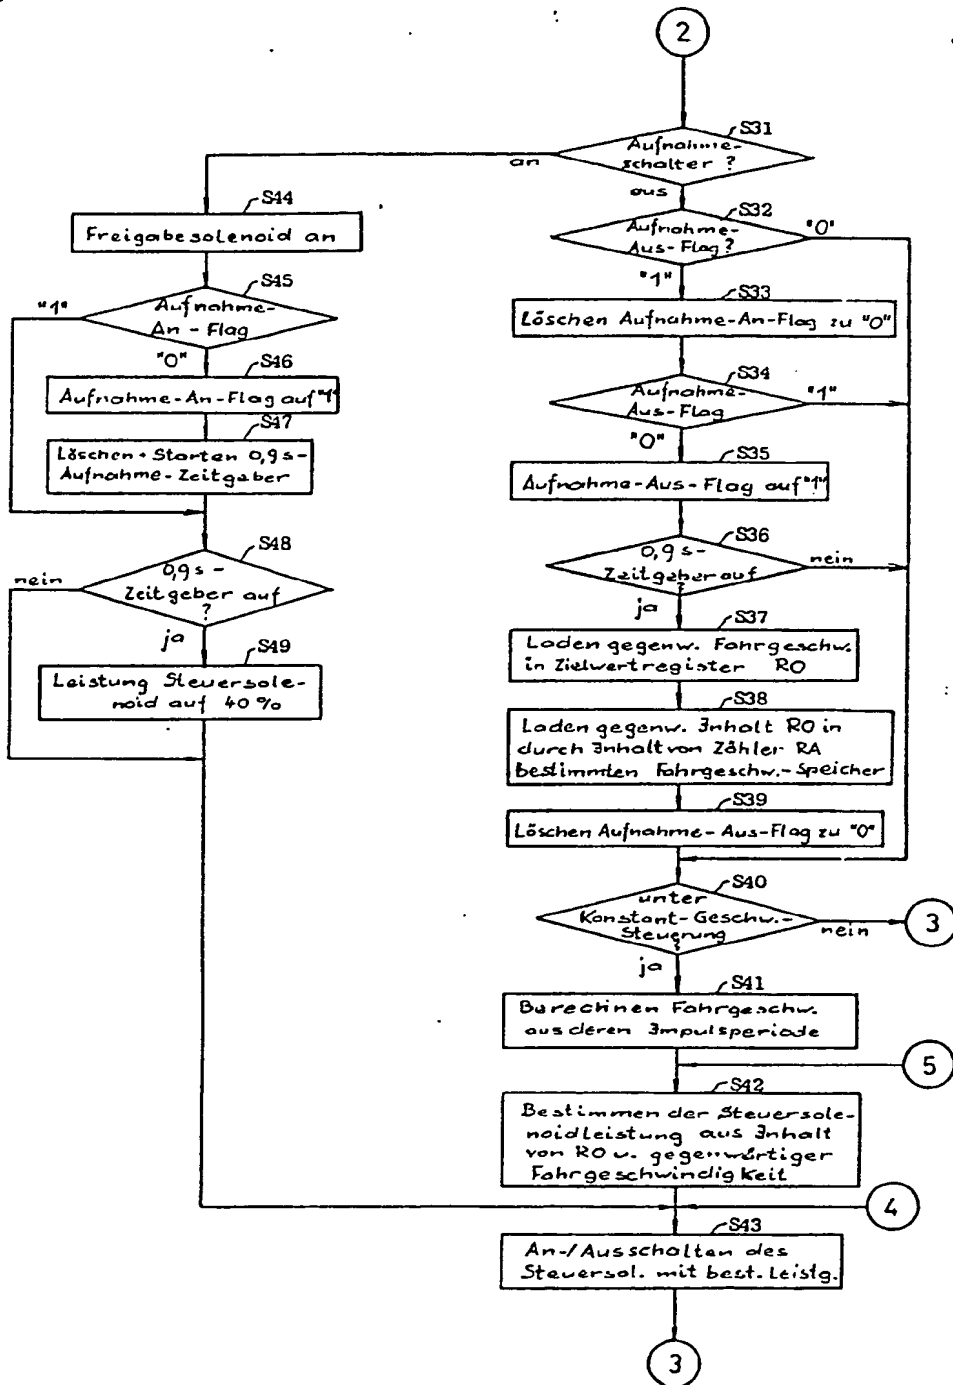 2
S31
Aufnahme-
schalter ?
an
aus
S44
Freigabesolenoid an
S32
Aufnahme-
Aus-Flag?
"0"
"1"
S45
Aufnahme-
An - Flag
"1"
"0"
S33
Löschen Aufnahme-An-Flag zu "0"
S46
Aufnahme-An-Flag auf "1"
S34
Aufnahme-
Aus-Flag
"1"
"0"
S47
Löschen + Starten 0,9s-
Aufnahme-Zeitgeber
S35
Aufnahme-Aus-Flag auf "1"
S48
0,9s-
Zeitgeber auf
?
nein
ja
S36
0,9s-
Zeitgeber auf
?
nein
ja
S49
Leistung Steuersole-
noid auf 40%
S37
Laden gegenw. Fahrgeschw.
in Zielwertregister RO
S38
Laden gegenw. Inhalt RO in
durch Inhalt von Zähler RA
bestimmten Fahrgeschw.-Speicher
S39
Löschen Aufnahme-Aus-Flag zu "0"
S40
unter
Konstant-Geschw.-
Steuerung
?
nein
3
ja
S41
Berechnen Fahrgeschw.
aus deren Impulsperiode
5
S42
Bestimmen der Steuersole-
noidleistung aus Inhalt
von RO u. gegenwärtiger
Fahrgeschwindigkeit
4
S43
An-/Ausschalten des
Steuersol. mit best. Leistg.
3